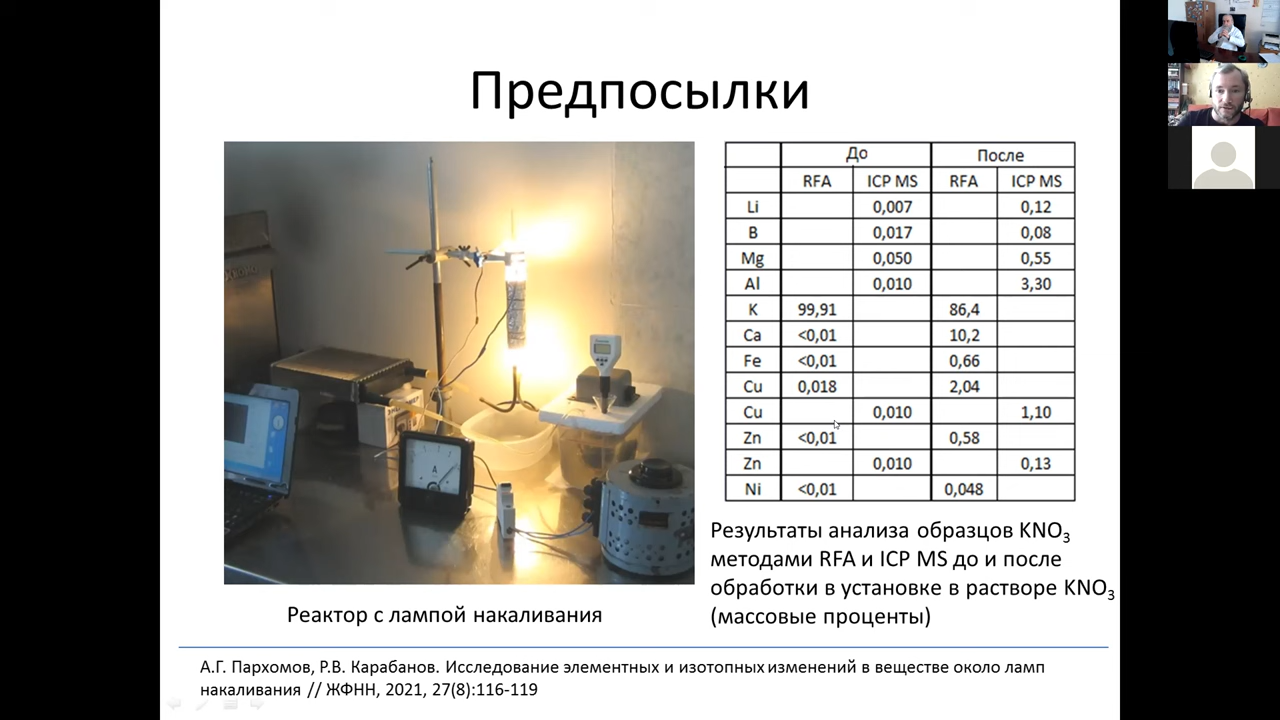 Предпосылки
До После
RFA ICP MS RFA ICP MS
Li 0,007 0,12
B 0,017 0,08
Mg 0,050 0,55
Al 0,010 3,30
K 99,91 86,4
Ca <0,01 10,2
Fe <0,01 0,66
Cu 0,018 2,04
Cu 0,010 1,10
Zn <0,01 0,58
Zn 0,010 0,13
Ni <0,01 0,048
Реактор с лампой накаливания
Результаты анализа образцов KNO₃
методами RFA и ICP MS до и после
обработки в установке в растворе KNO₃
(массовые проценты)
А.Г. Пархомов, Р.В. Карабанов. Исследование элементных и изотопных изменений в веществе около ламп
накаливания // ЖФНН, 2021, 27(8):116-119
A